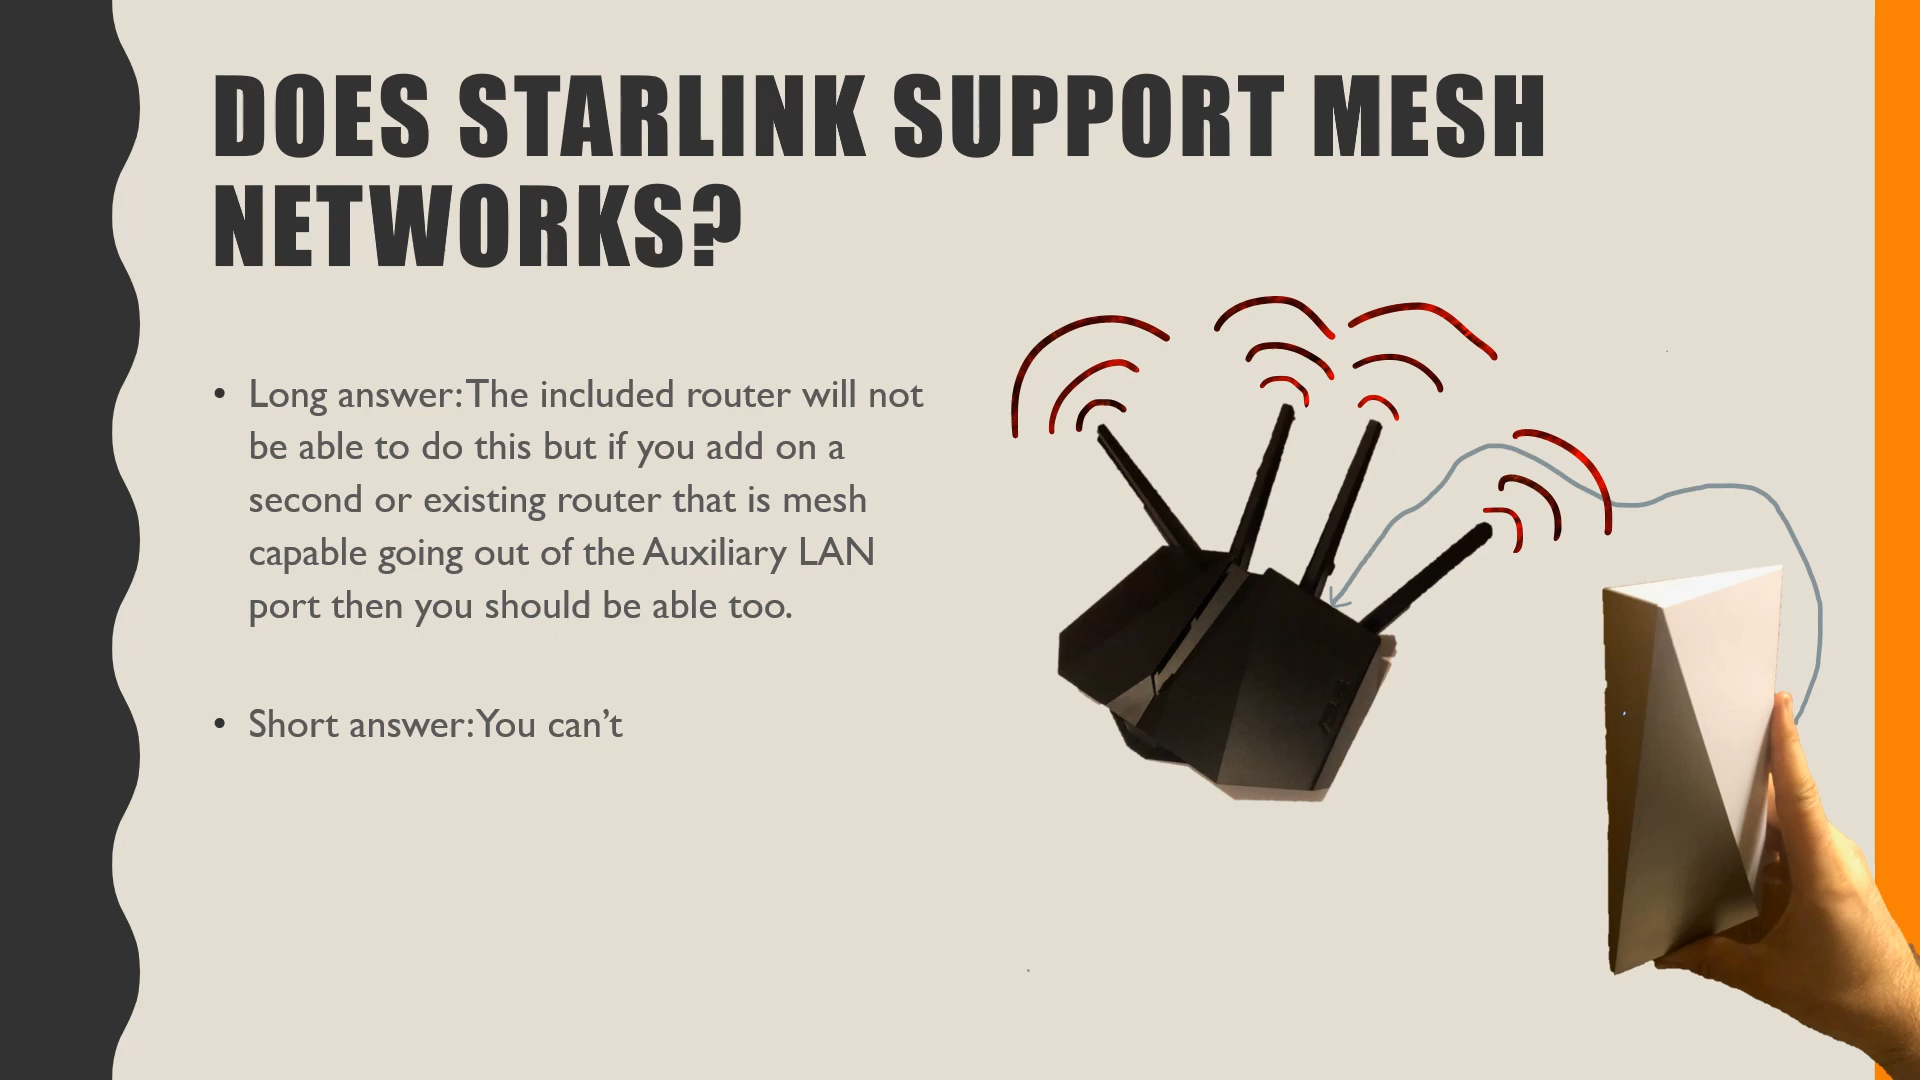 DOES STARLINK SUPPORT MESH
NETWORKS?
• Long answer: The included router will not
be able to do this but if you add on a
second or existing router that is mesh
capable going out of the Auxiliary LAN
port then you should be able too.
• Short answer: You can’t